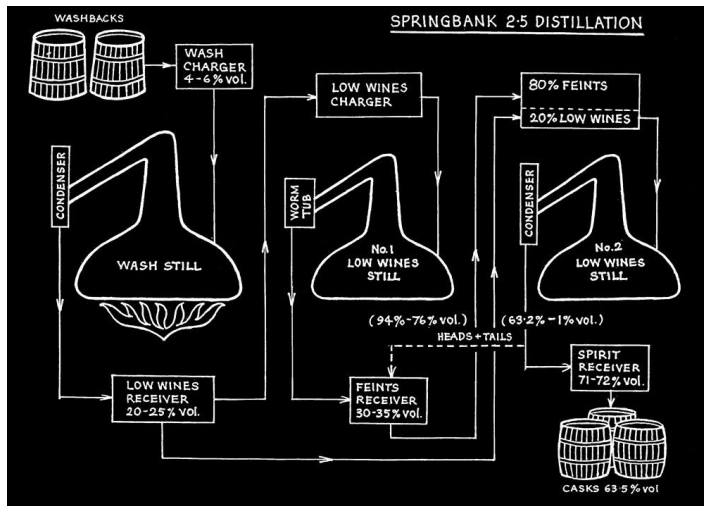 SPRINGBANK 2·5 DISTILLATION
WASHBACKS
WASH
CHARGER
4-6% vol.
LOW WINES
CHARGER
80% FEINTS
20% LOW WINES
CONDENSER
WASH STILL
WORM
TUB
No.1
LOW WINES
STILL
CONDENSER
No.2
LOW WINES
STILL
(94%-76% vol.)
(63.2%-1% vol.)
HEADS + TAILS
LOW WINES
RECEIVER
20-25% vol.
FEINTS
RECEIVER
30-35% vol.
SPIRIT
RECEIVER
71-72% vol.
CASKS 63·5% vol